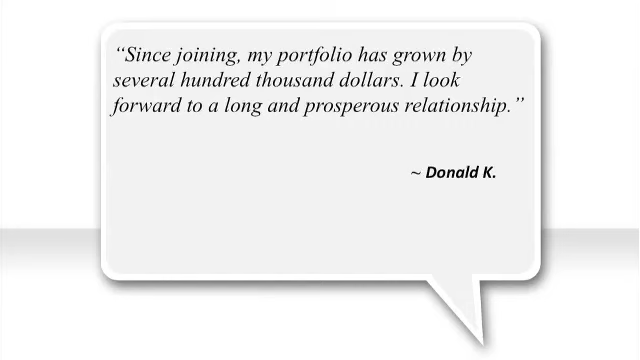 “Since joining, my portfolio has grown by
several hundred thousand dollars. I look
forward to a long and prosperous relationship.”
~ Donald K.